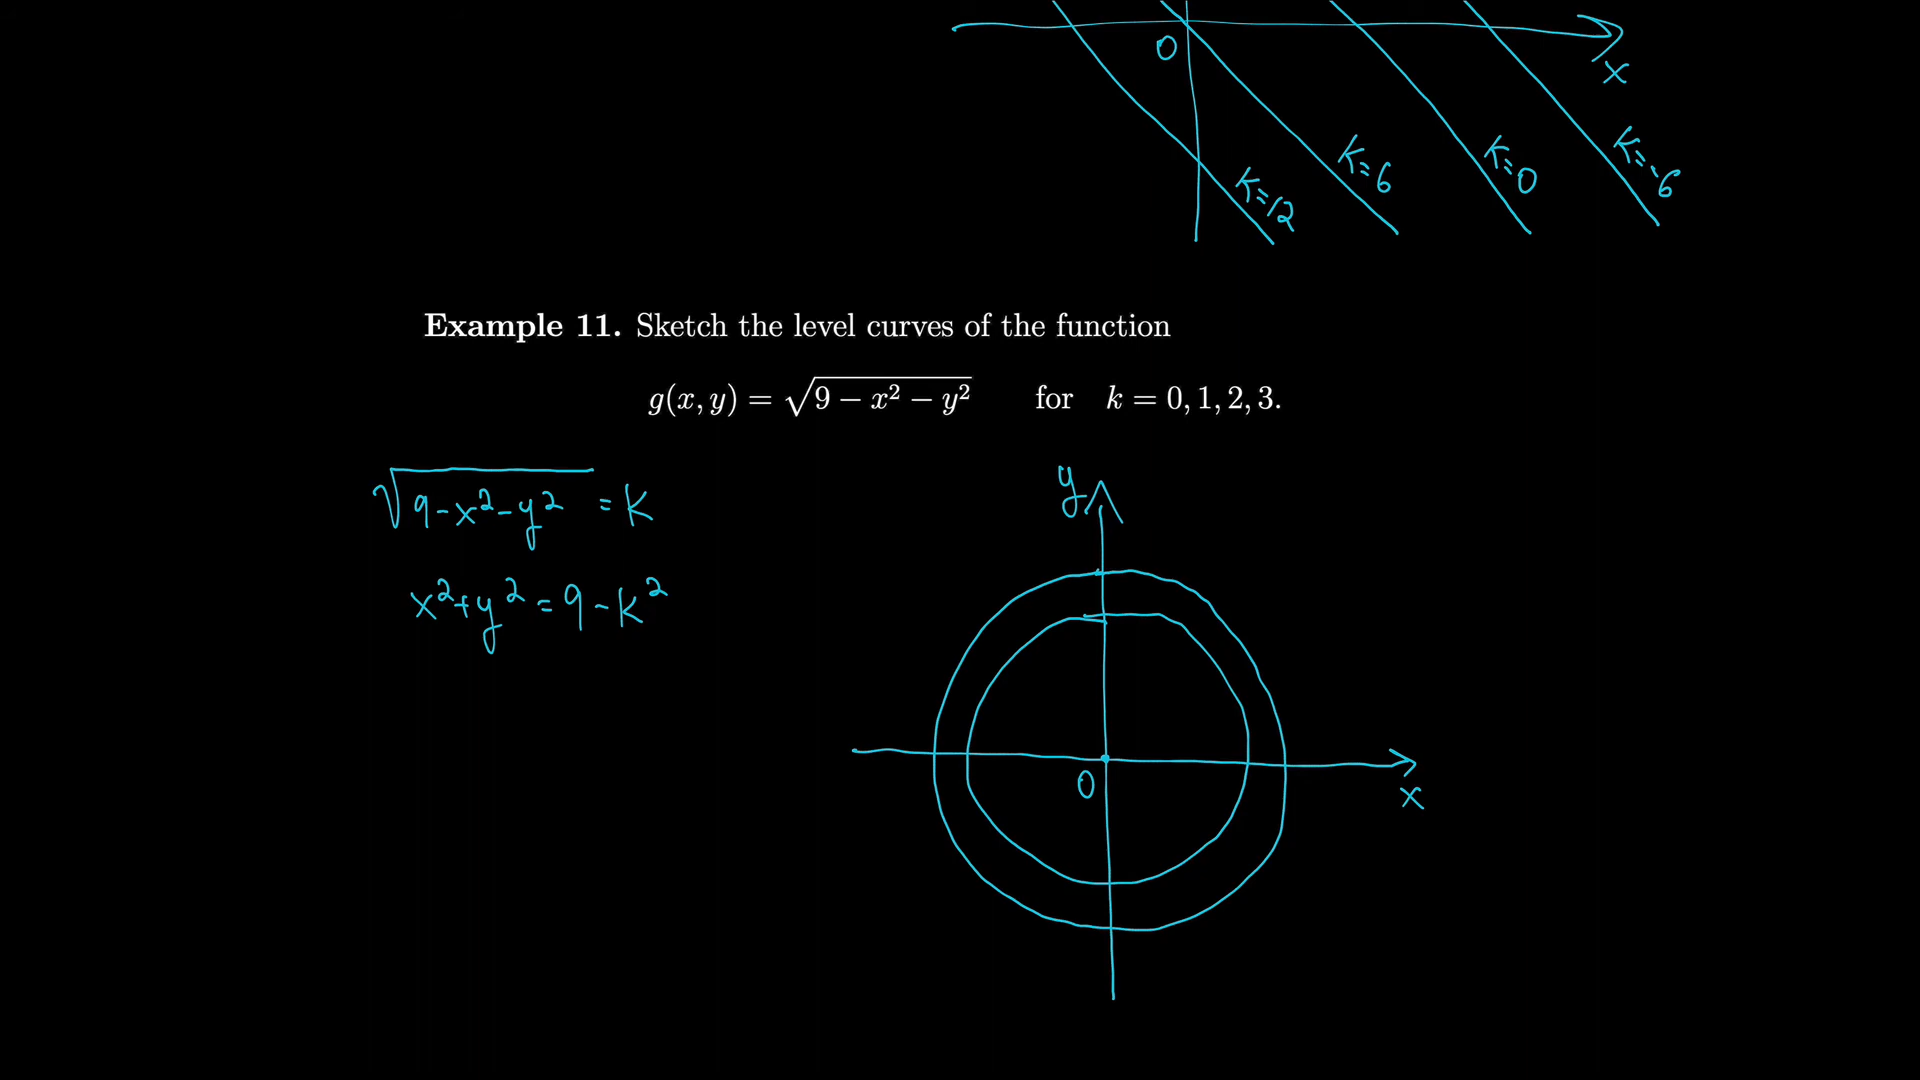 0
x
K=12
K=6
K=0
K=-6
Example 11. Sketch the level curves of the function
g(x, y) = √(9 − x² − y²) for k = 0, 1, 2, 3.
√(9-x²-y²) = K
x²+y² = 9-K²
y
0
x